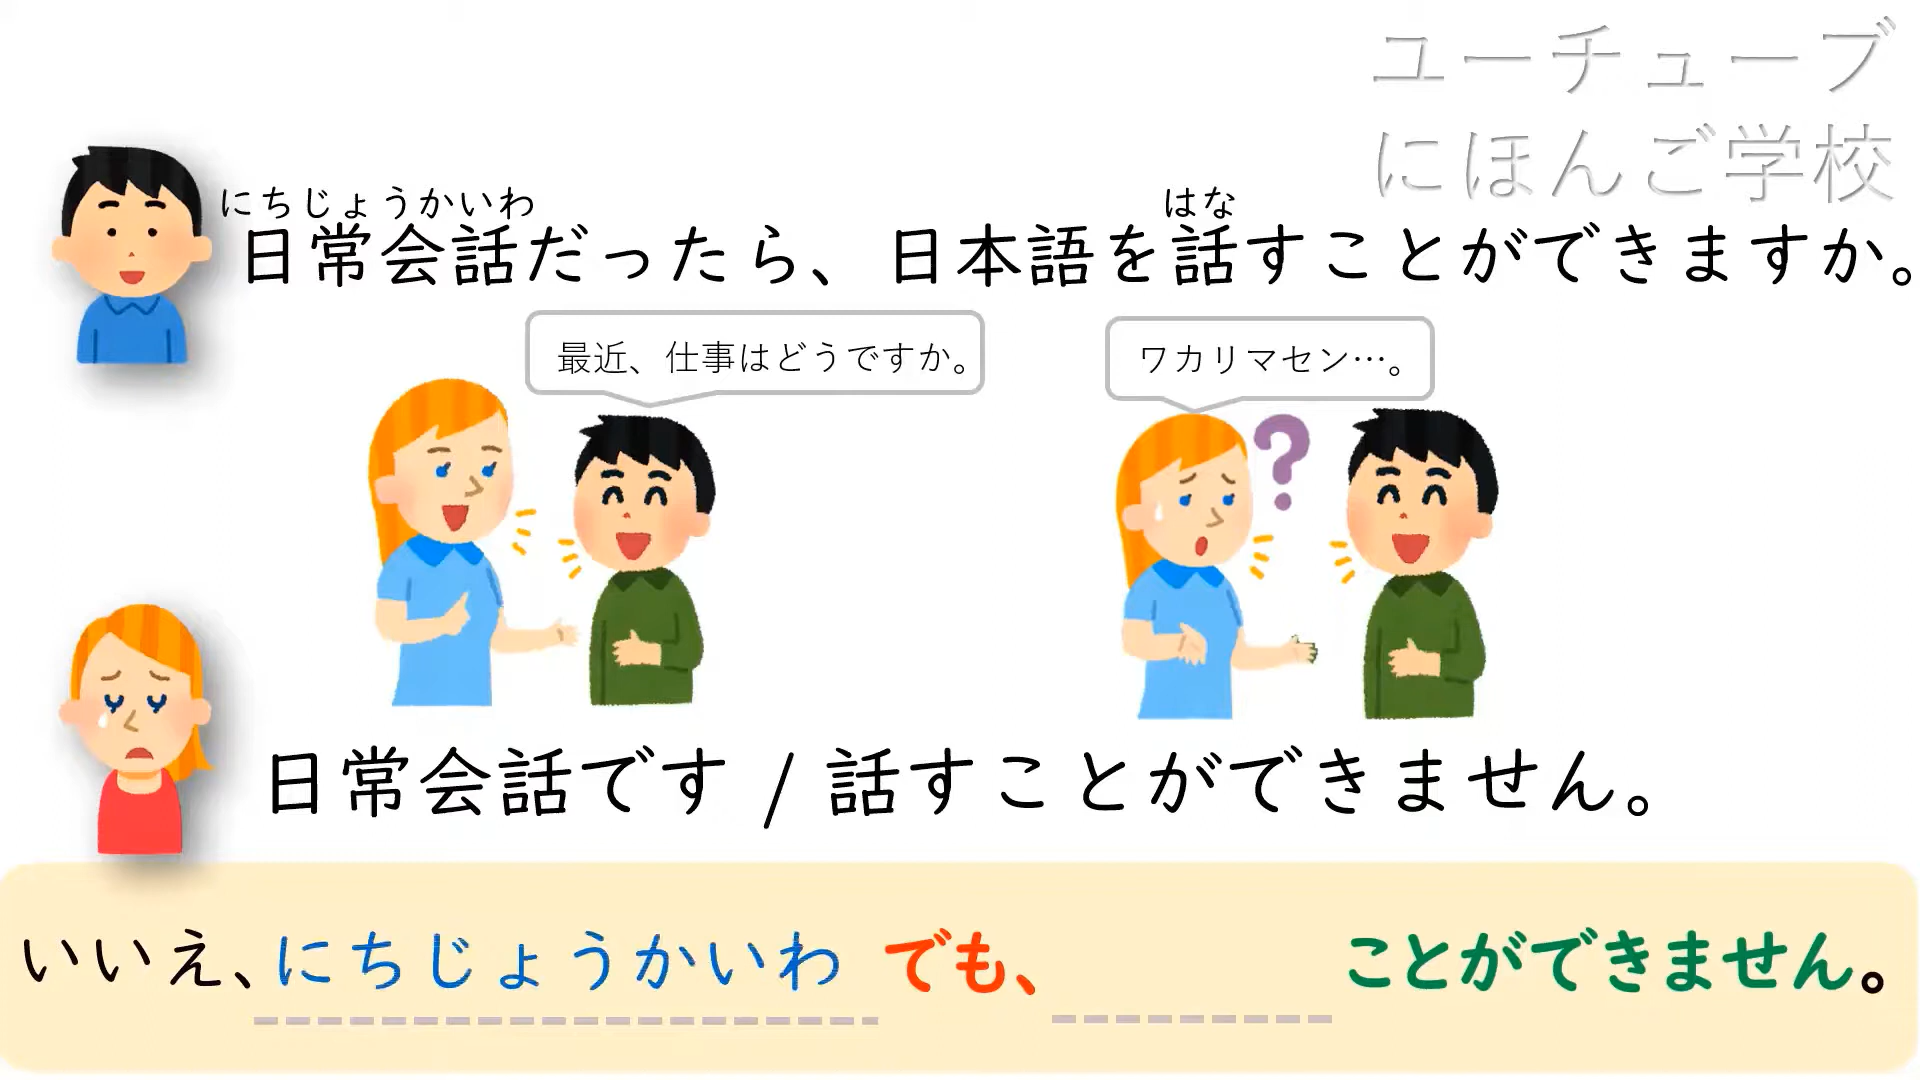 ユーチューブ
にほんご学校
にちじょうかいわ はな
日常会話だったら、日本語を話すことができますか。
最近、仕事はどうですか。
ワカリマセン…。
?
日常会話です / 話すことができません。
いいえ、にちじょうかいわ でも、 ことができません。